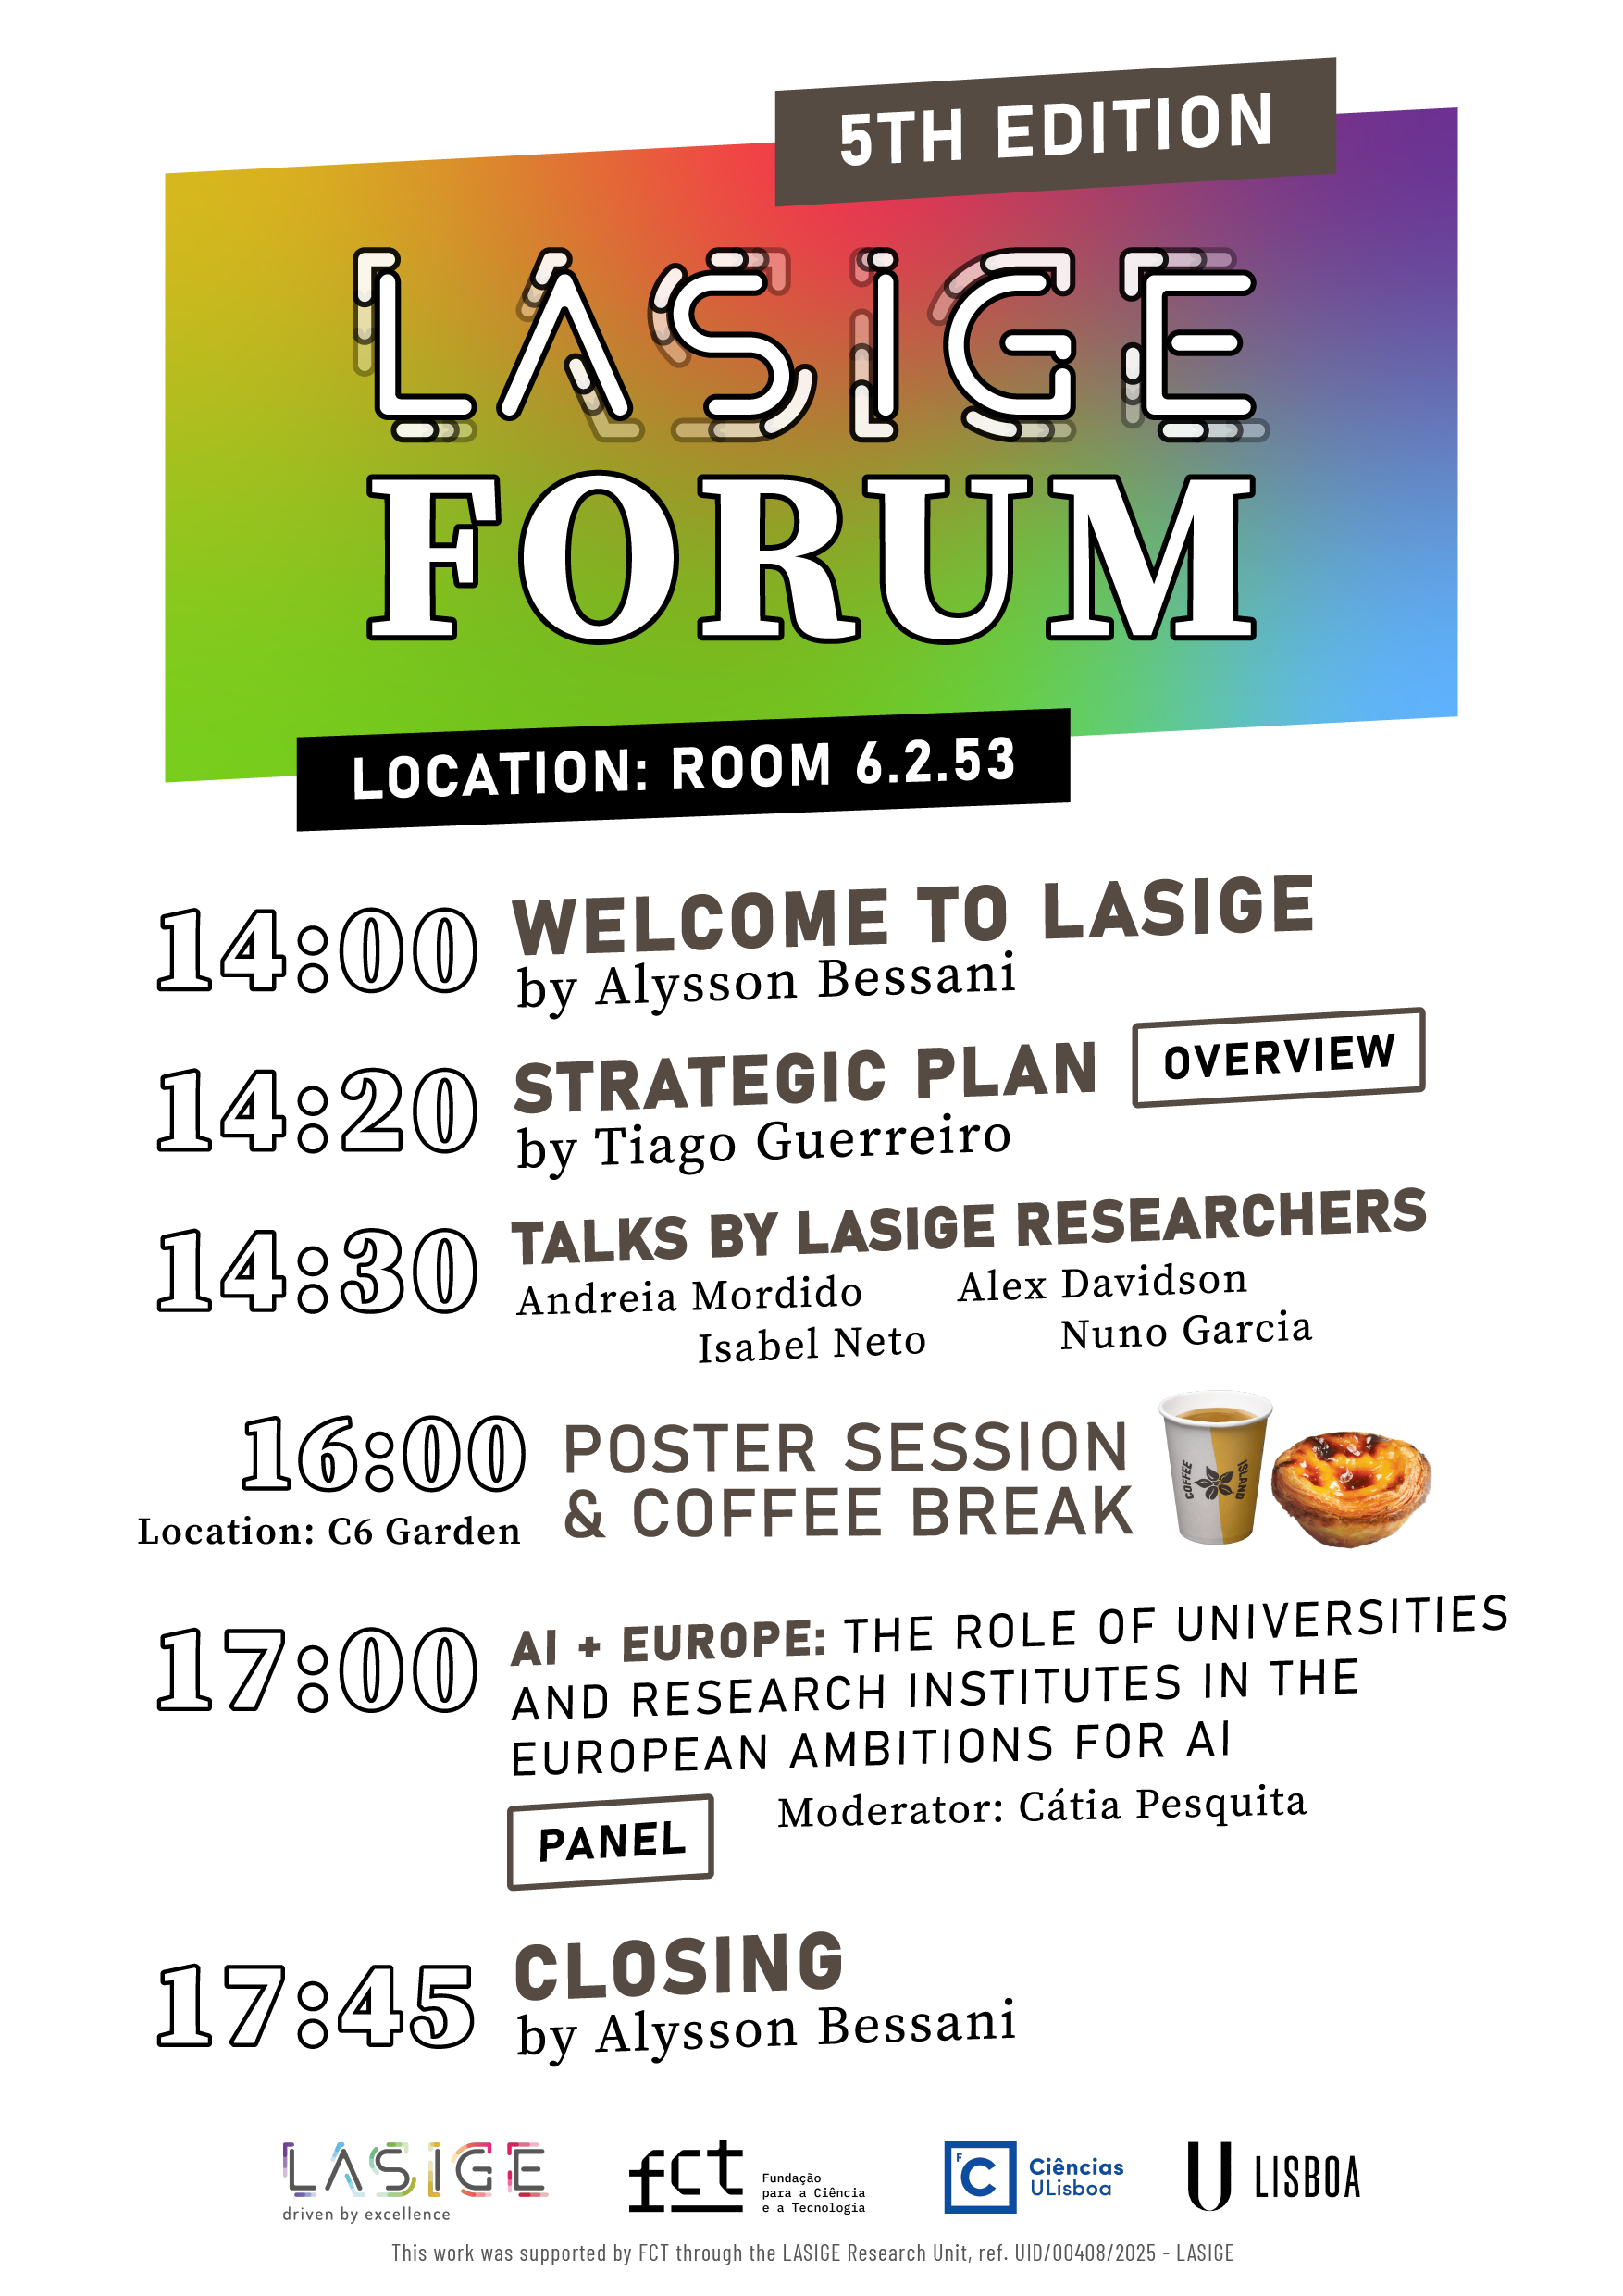 5TH EDITION
LASIGE
FORUM
LOCATION: ROOM 6.2.53
14:00 WELCOME TO LASIGE
by Alysson Bessani
14:20 STRATEGIC PLAN OVERVIEW
by Tiago Guerreiro
14:30 TALKS BY LASIGE RESEARCHERS
Andreia Mordido Alex Davidson
Isabel Neto Nuno Garcia
16:00 POSTER SESSION
& COFFEE BREAK
Location: C6 Garden
COFFEE ISLAND
17:00 AI + EUROPE: THE ROLE OF UNIVERSITIES
AND RESEARCH INSTITUTES IN THE
EUROPEAN AMBITIONS FOR AI
PANEL Moderator: Cátia Pesquita
17:45 CLOSING
by Alysson Bessani
LASIGE
driven by excellence
fct
Fundação
para a Ciência
e a Tecnologia
F C
Ciências
ULisboa
U LISBOA
This work was supported by FCT through the LASIGE Research Unit, ref. UID/00408/2025 - LASIGE